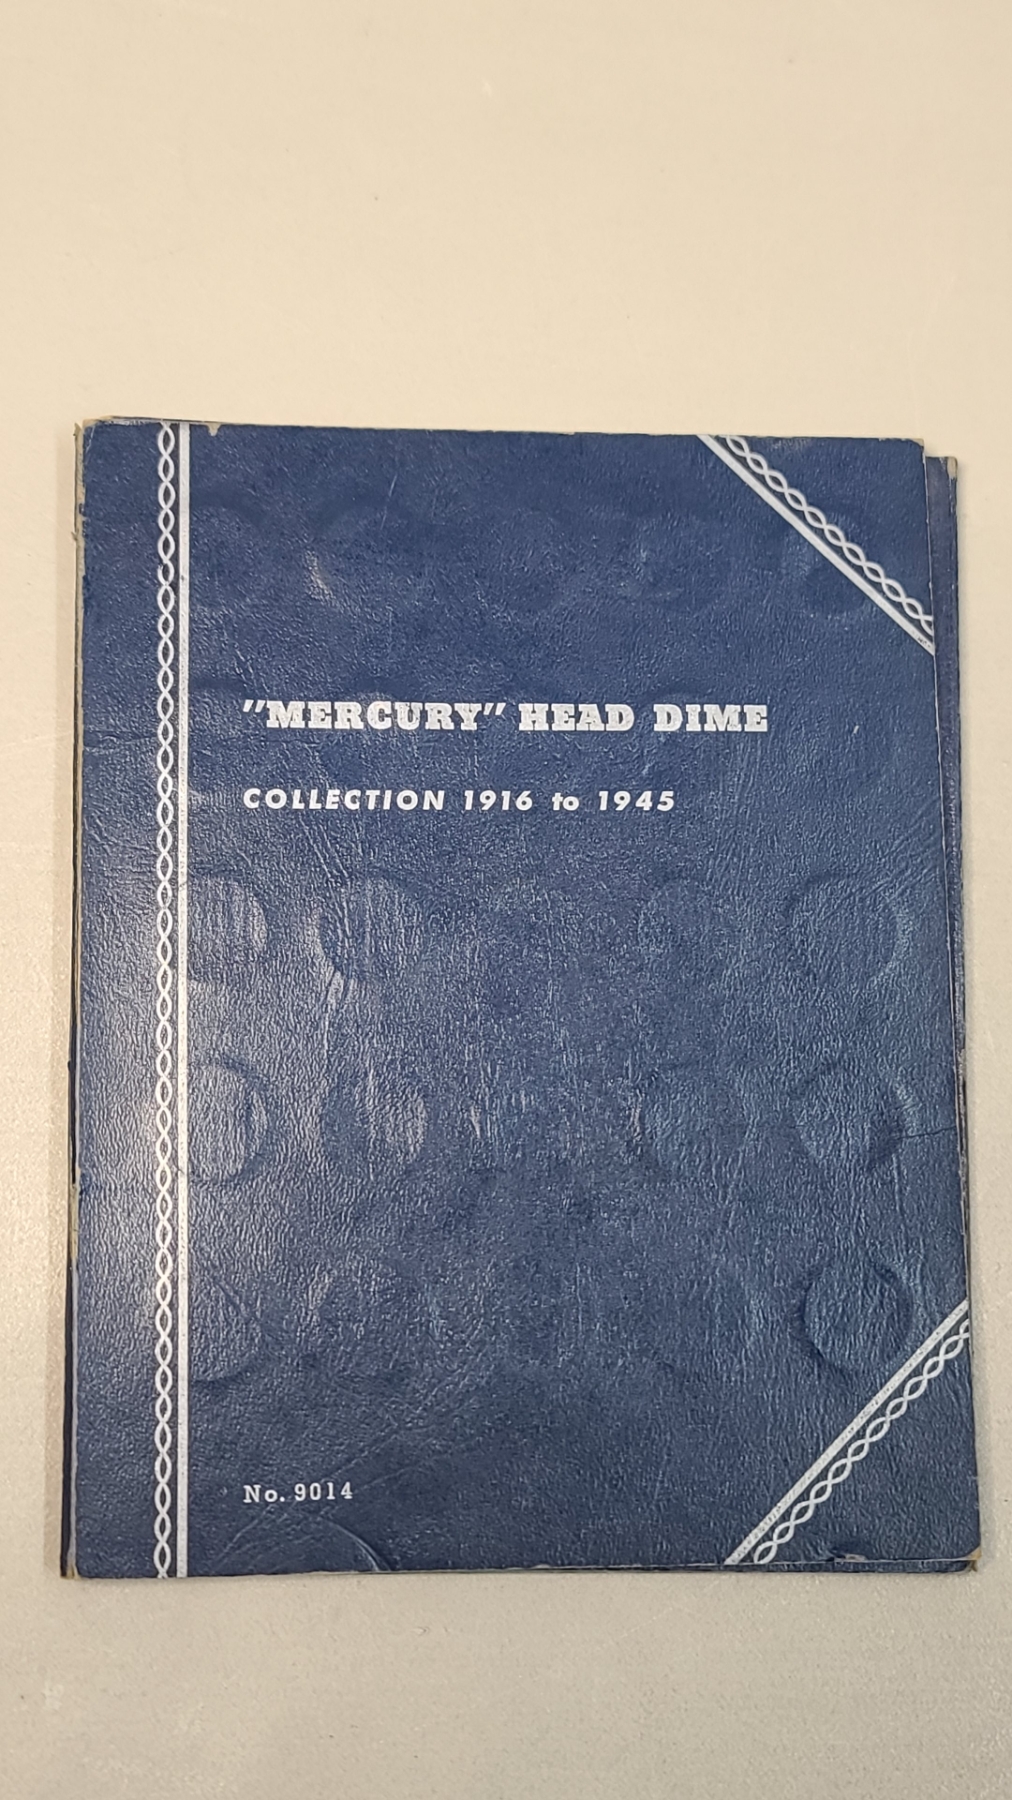 "MERCURY" HEAD DIME
COLLECTION 1916 to 1945
No. 9014